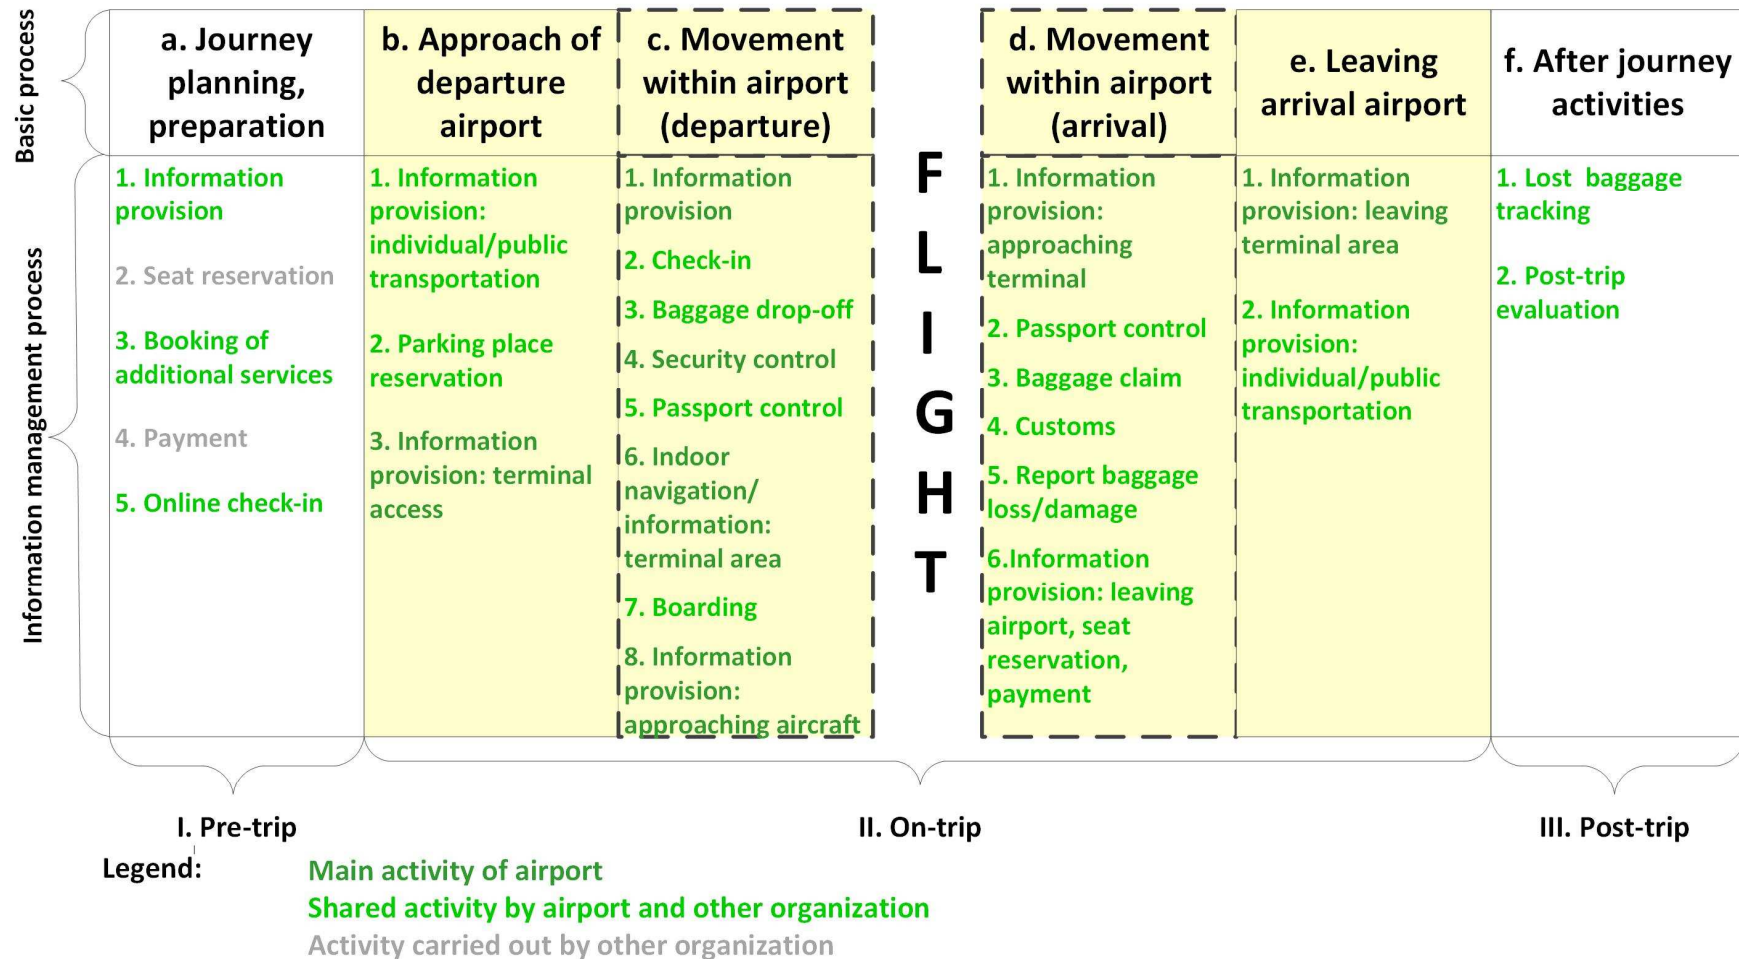 Basic process
a. Journey
planning,
preparation
b. Approach of
departure
airport
c. Movement
within airport
(departure)
d. Movement
within airport
(arrival)
e. Leaving
arrival airport
f. After journey
activities
Information management process
1. Information
provision
2. Seat reservation
3. Booking of
additional services
4. Payment
5. Online check-in
1. Information
provision:
individual/public
transportation
2. Parking place
reservation
3. Information
provision: terminal
access
1. Information
provision
2. Check-in
3. Baggage drop-off
4. Security control
5. Passport control
6. Indoor
navigation/
information:
terminal area
7. Boarding
8. Information
provision:
approaching aircraft
F
L
I
G
H
T
1. Information
provision:
approaching
terminal
2. Passport control
3. Baggage claim
4. Customs
5. Report baggage
loss/damage
6.Information
provision: leaving
airport, seat
reservation,
payment
1. Information
provision: leaving
terminal area
2. Information
provision:
individual/public
transportation
1. Lost  baggage
tracking
2. Post-trip
evaluation
I. Pre-trip
II. On-trip
III. Post-trip
Legend:
Main activity of airport
Shared activity by airport and other organization
Activity carried out by other organization